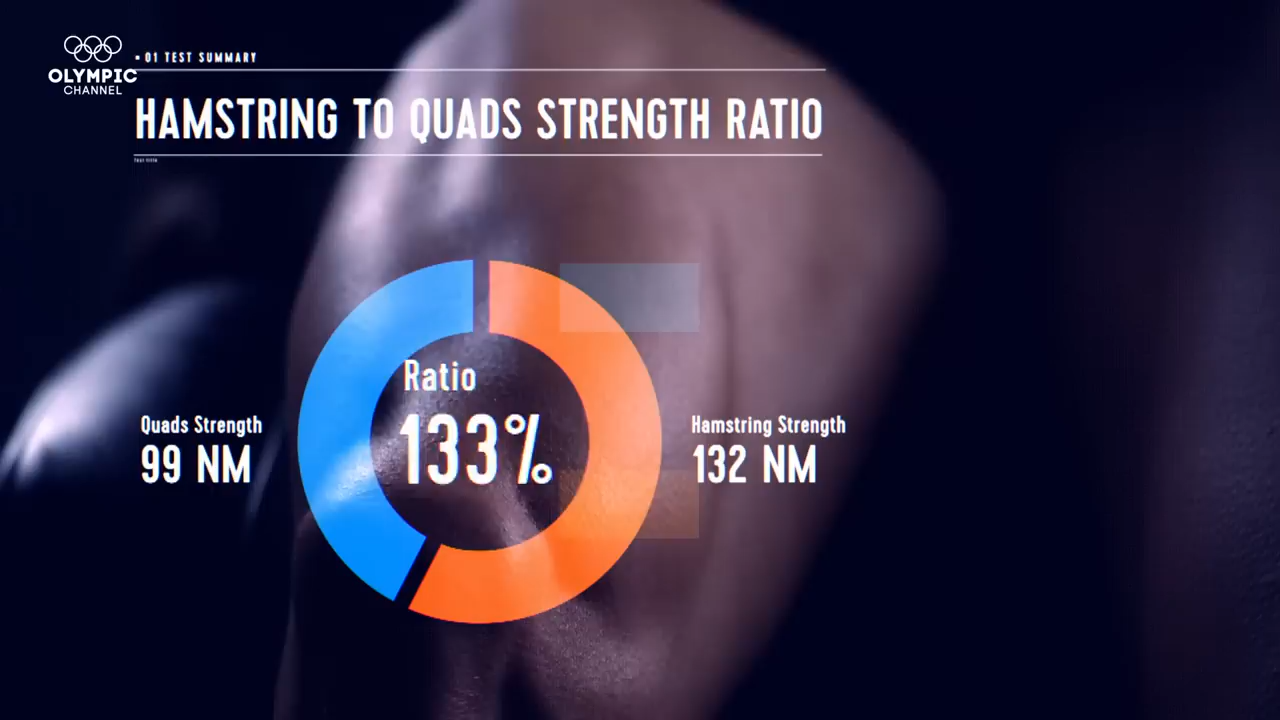 OLYMPIC
CHANNEL
01 TEST SUMMARY
HAMSTRING TO QUADS STRENGTH RATIO
Ratio
133%
Quads Strength
99 NM
Hamstring Strength
132 NM